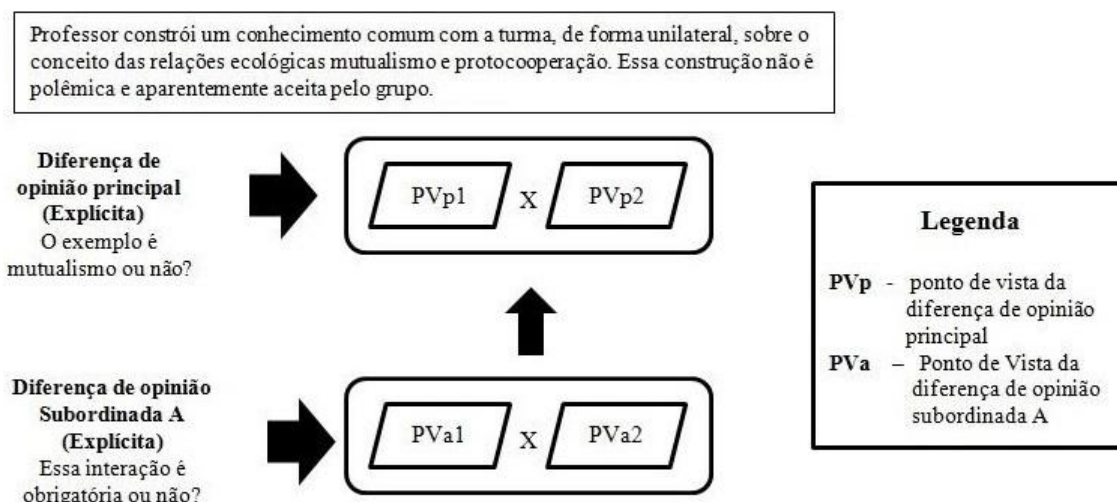 Professor constrói um conhecimento comum com a turma, de forma unilateral, sobre o
conceito das relações ecológicas mutualismo e protocooperação. Essa construção não é
polêmica e aparentemente aceita pelo grupo.
Diferença de
opinião principal
(Explícita)
O exemplo é
mutualismo ou não?
PVp1 X PVp2
Diferença de opinião
Subordinada A
(Explícita)
Essa interação é
obrigatória ou não?
PVa1 X PVa2
Legenda
PVp - ponto de vista da
diferença de opinião
principal
PVa – Ponto de Vista da
diferença de opinião
subordinada A